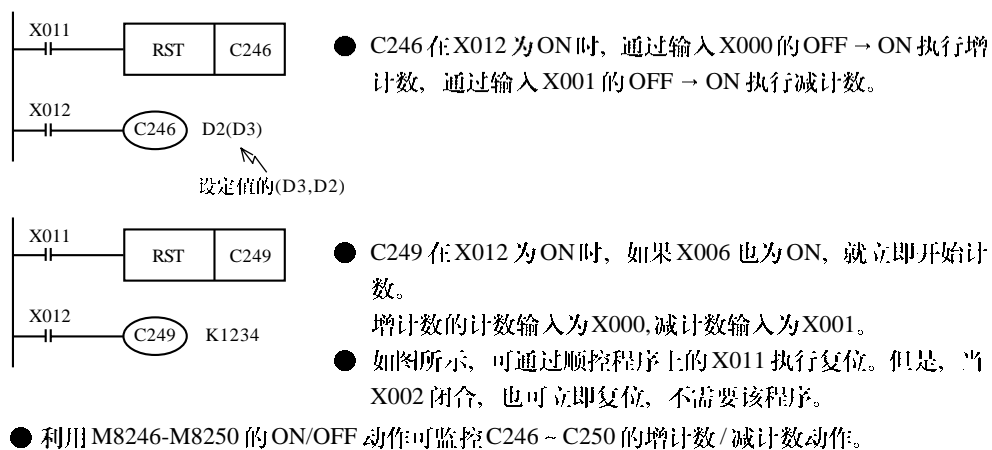 X011
RST C246
X012
C246 D2(D3)
设定值的(D3,D2)
● C246在X012为ON时，通过输入X000的OFF→ON执行增
计数，通过输入X001的OFF→ON执行减计数。
X011
RST C249
X012
C249 K1234
● C249在X012为ON时，如果X006也为ON，就立即开始计
数。
增计数的计数输入为X000,减计数输入为X001。
● 如图所示，可通过顺控程序上的X011执行复位。但是，当
X002闭合，也可立即复位，不需要该程序。
● 利用M8246-M8250的ON/OFF动作可监控C246~C250的增计数/减计数动作。